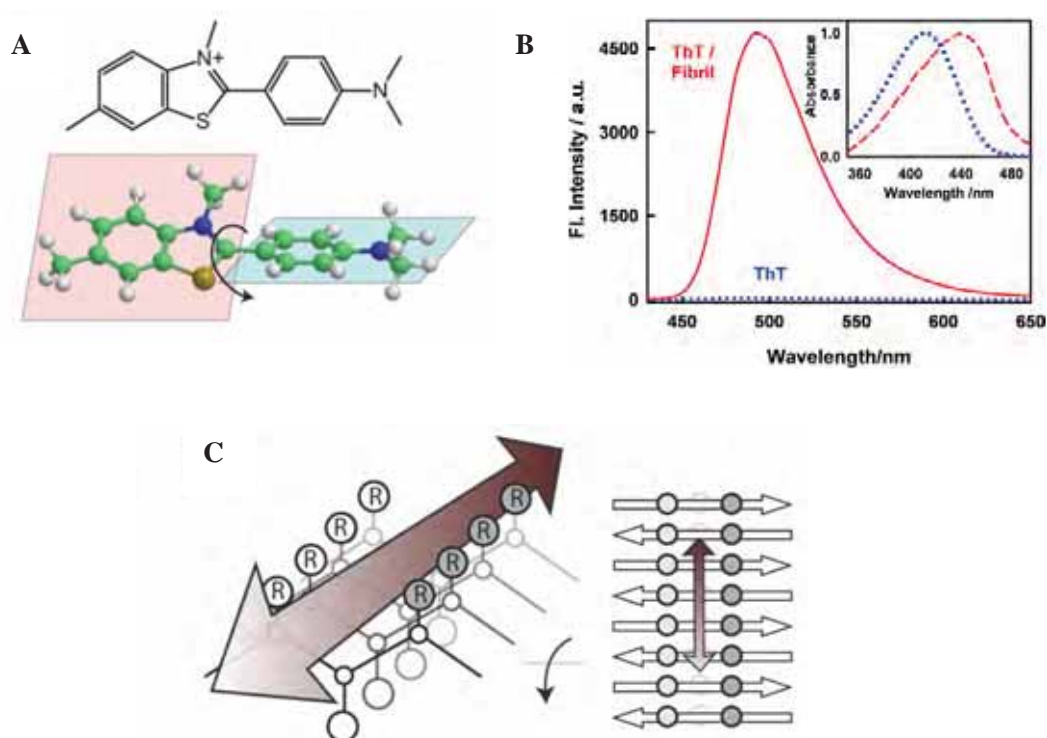 A
N+
S
N
B
4500
3000
1500
0
Fl. Intensity / a.u.
ThT /
Fibril
ThT
450 500 550 600 650
Wavelength/nm
Absorbance
1.0
0.5
0.0
360 400 440 480
Wavelength /nm
C
R
R
R
R
R
R
R
R